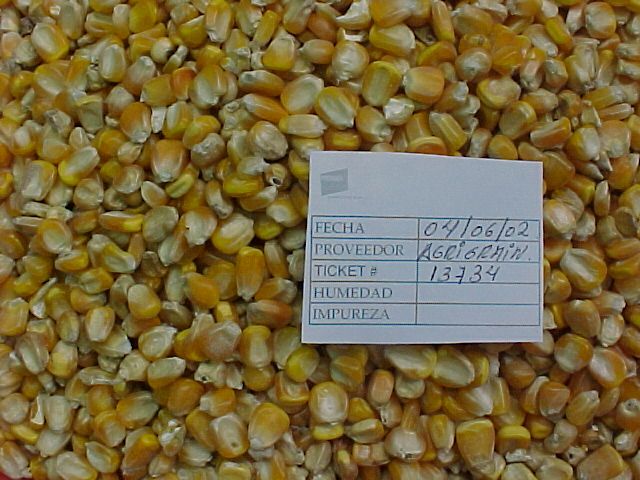 FECHA 04/06/02
PROVEEDOR AGRIGRAIN.
TICKET # 13734
HUMEDAD
IMPUREZA